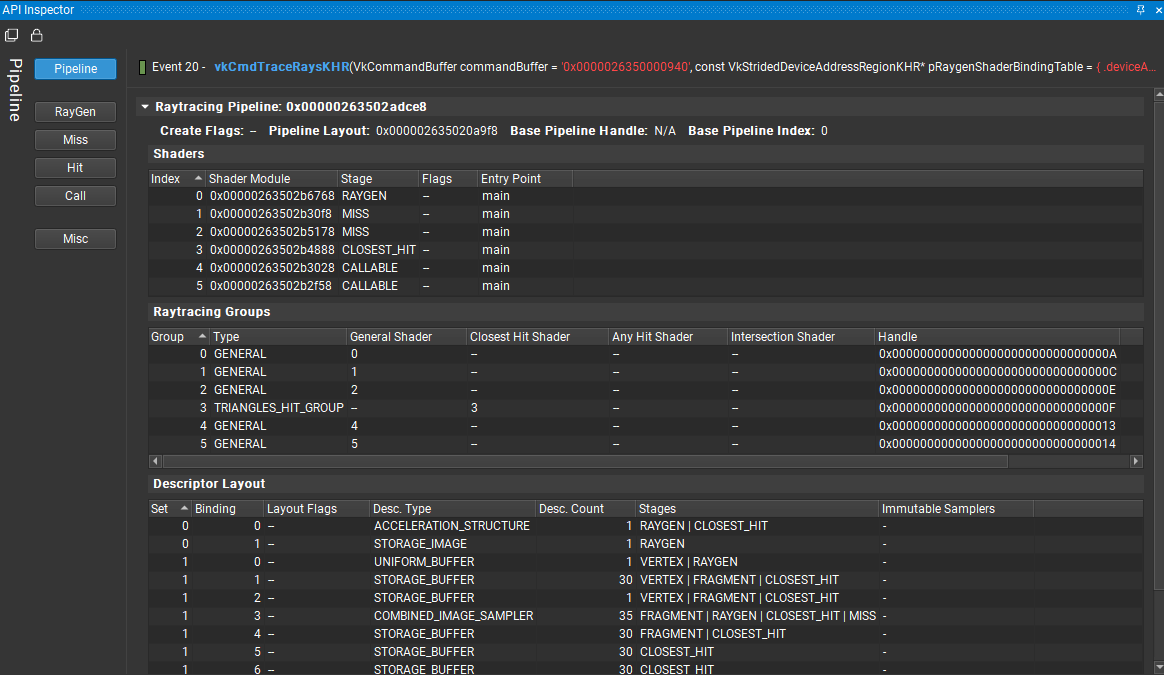 API Inspector
Pipeline
Pipeline
RayGen
Miss
Hit
Call
Misc
Event 20 - vkCmdTraceRaysKHR(VkCommandBuffer commandBuffer = '0x0000026350000940', const VkStridedDeviceAddressRegionKHR* pRaygenShaderBindingTable = { .deviceA...
Raytracing Pipeline: 0x00000263502adce8
Create Flags: -- Pipeline Layout: 0x000002635020a9f8 Base Pipeline Handle: N/A Base Pipeline Index: 0
Shaders
Index Shader Module Stage Flags Entry Point
0 0x00000263502b6768 RAYGEN -- main
1 0x00000263502b30f8 MISS -- main
2 0x00000263502b5178 MISS -- main
3 0x00000263502b4888 CLOSEST_HIT -- main
4 0x00000263502b3028 CALLABLE -- main
5 0x00000263502b2f58 CALLABLE -- main
Raytracing Groups
Group Type General Shader Closest Hit Shader Any Hit Shader Intersection Shader Handle
0 GENERAL 0 -- -- -- 0x0000000000000000000000000000000A
1 GENERAL 1 -- -- -- 0x0000000000000000000000000000000C
2 GENERAL 2 -- -- -- 0x0000000000000000000000000000000E
3 TRIANGLES_HIT_GROUP -- 3 -- -- 0x0000000000000000000000000000000F
4 GENERAL 4 -- -- -- 0x00000000000000000000000000000013
5 GENERAL 5 -- -- -- 0x00000000000000000000000000000014
Descriptor Layout
Set Binding Layout Flags Desc. Type Desc. Count Stages Immutable Samplers
0 0 -- ACCELERATION_STRUCTURE 1 RAYGEN | CLOSEST_HIT -
0 1 -- STORAGE_IMAGE 1 RAYGEN -
1 0 -- UNIFORM_BUFFER 1 VERTEX | RAYGEN -
1 1 -- STORAGE_BUFFER 30 VERTEX | FRAGMENT | CLOSEST_HIT -
1 2 -- STORAGE_BUFFER 1 VERTEX | FRAGMENT | CLOSEST_HIT -
1 3 -- COMBINED_IMAGE_SAMPLER 35 FRAGMENT | RAYGEN | CLOSEST_HIT | MISS -
1 4 -- STORAGE_BUFFER 30 FRAGMENT | CLOSEST_HIT -
1 5 -- STORAGE_BUFFER 30 CLOSEST_HIT -
1 6 -- STORAGE_BUFFER 30 CLOSEST_HIT -